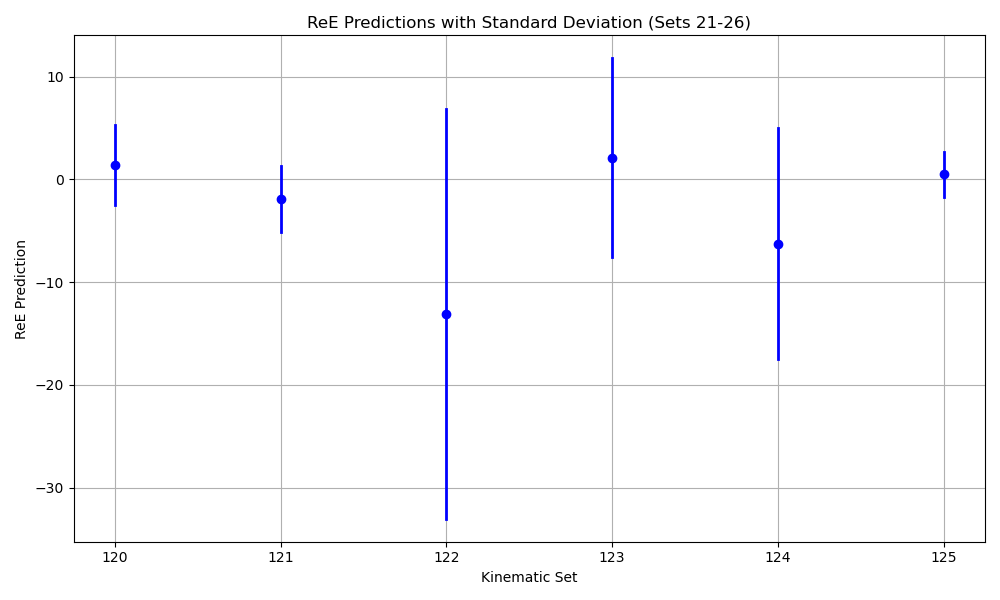 ReE Predictions with Standard Deviation (Sets 21-26)
ReE Prediction
10
0
−10
−20
−30
120 121 122 123 124 125
Kinematic Set